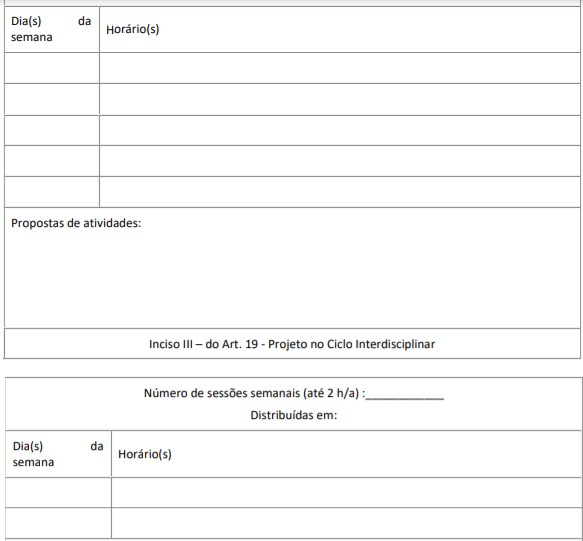 Dia(s) da
semana
Horário(s)
Propostas de atividades:
Inciso III – do Art. 19 - Projeto no Ciclo Interdisciplinar
Número de sessões semanais (até 2 h/a) :_____________
Distribuídas em:
Dia(s) da
semana
Horário(s)